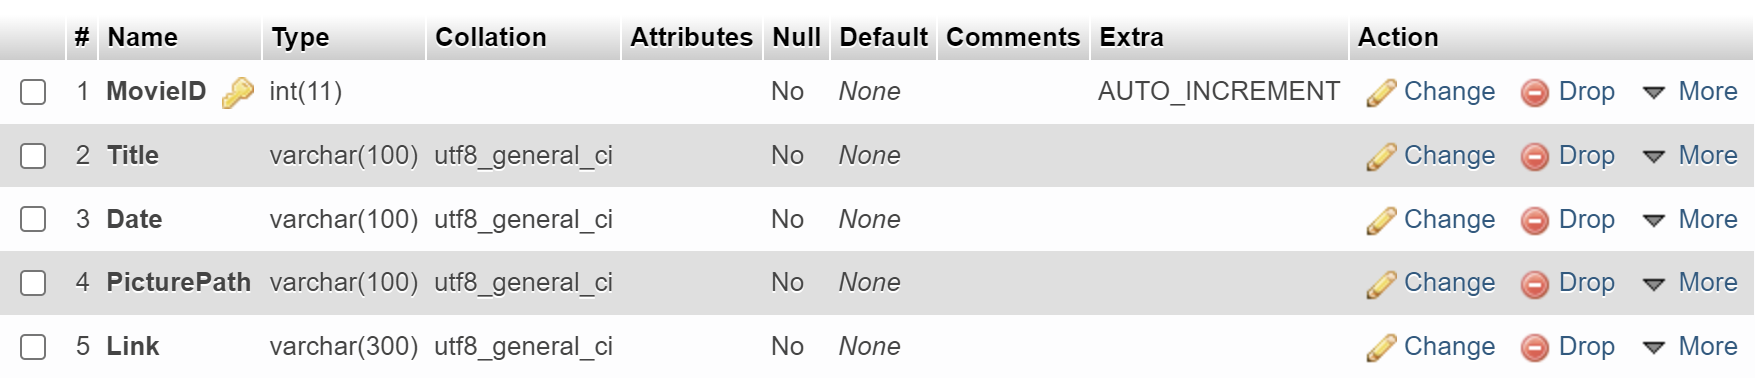 # Name Type Collation Attributes Null Default Comments Extra Action
1 MovieID int(11) No None AUTO_INCREMENT Change Drop More
2 Title varchar(100) utf8_general_ci No None Change Drop More
3 Date varchar(100) utf8_general_ci No None Change Drop More
4 PicturePath varchar(100) utf8_general_ci No None Change Drop More
5 Link varchar(300) utf8_general_ci No None Change Drop More